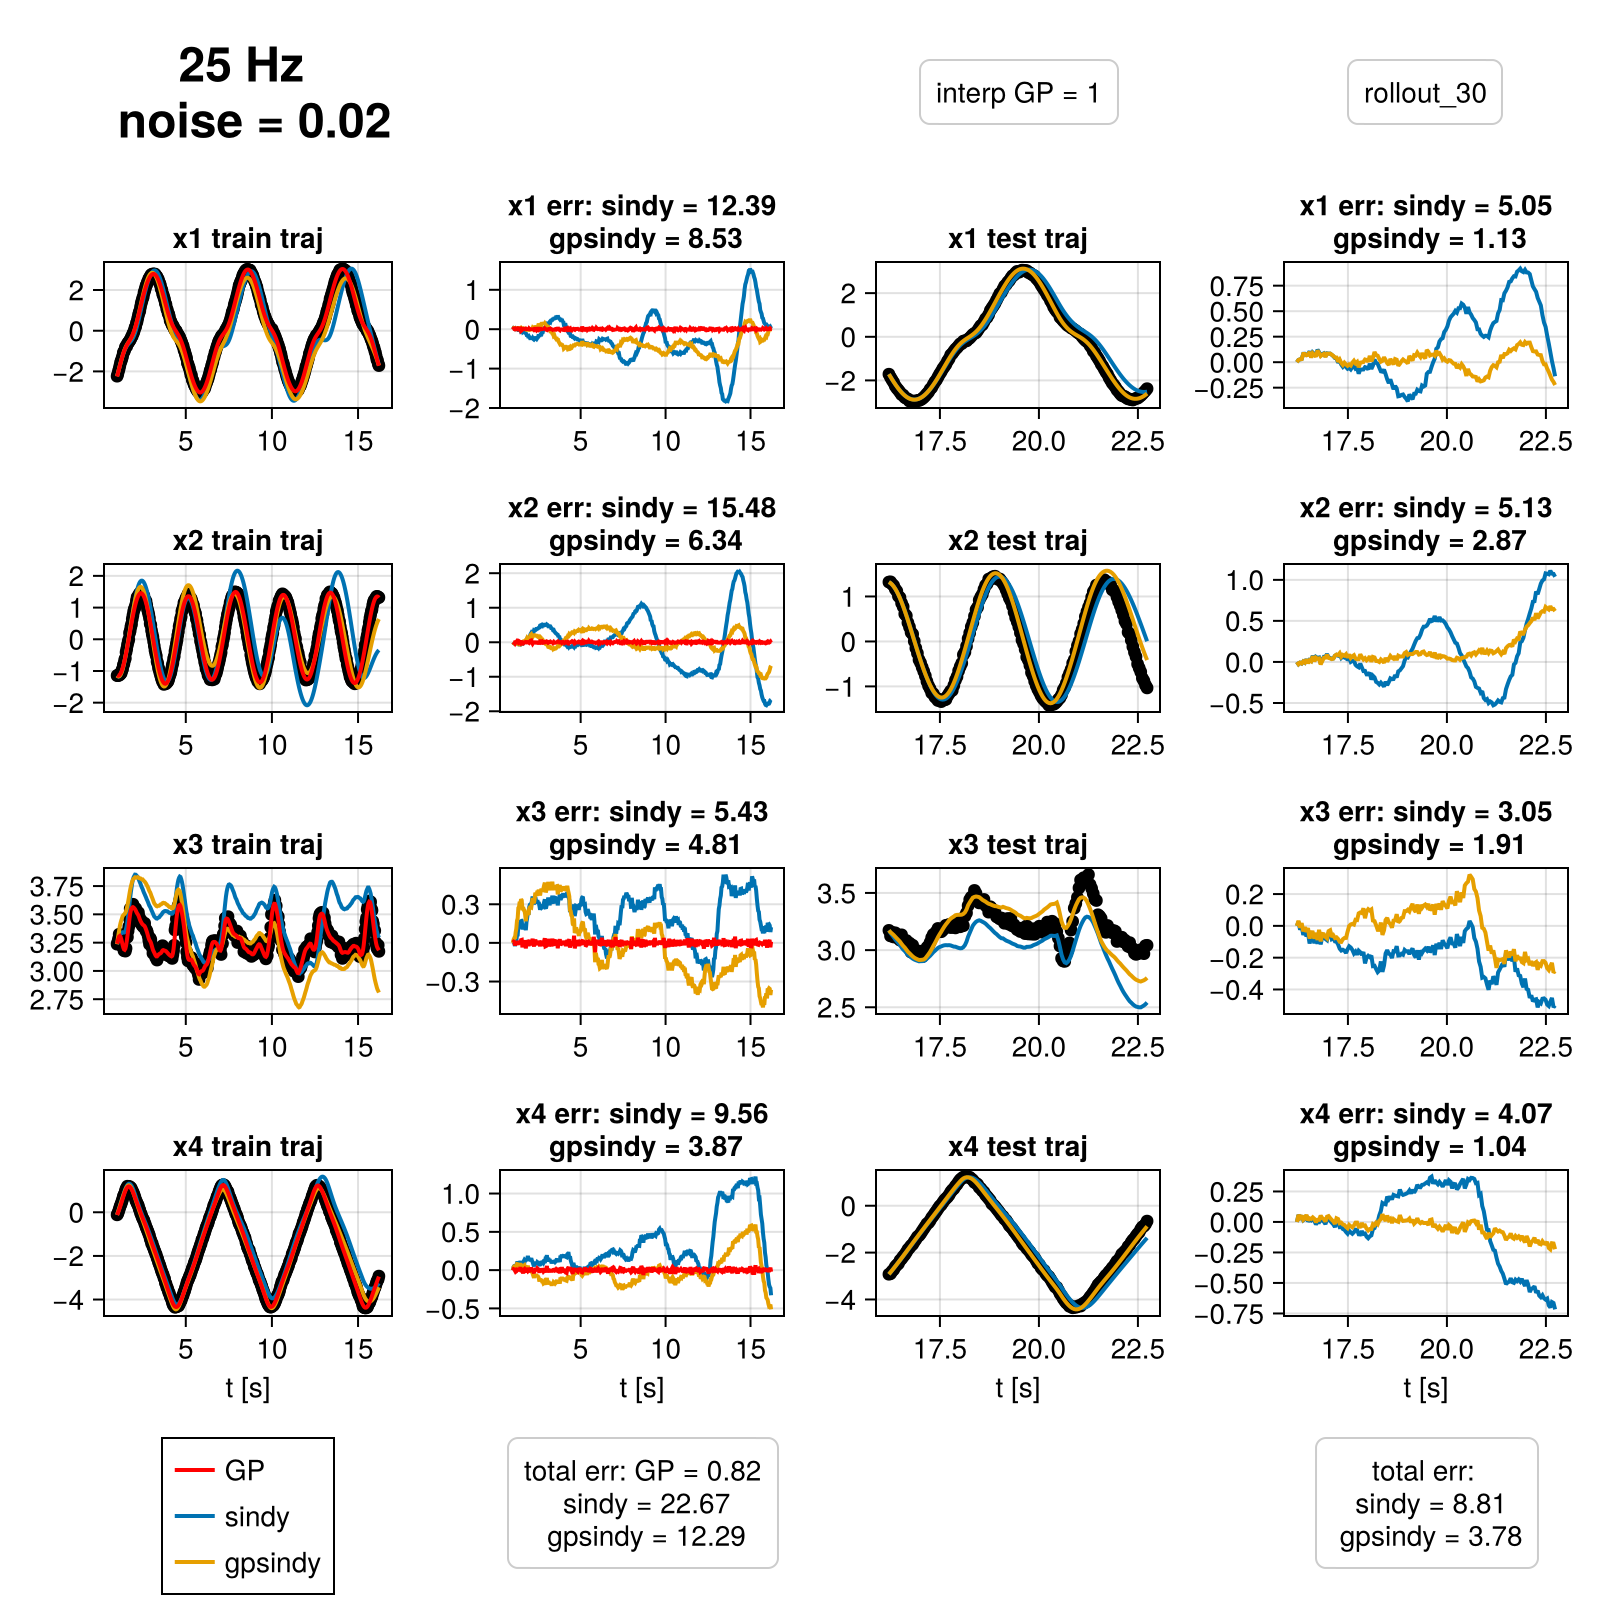 25 Hz
noise = 0.02
interp GP = 1
rollout_30
x1 train traj
2
0
−2
5
10
15
x1 err: sindy = 12.39
gpsindy = 8.53
1
0
−1
−2
5
10
15
x1 test traj
2
0
−2
17.5
20.0
22.5
x1 err: sindy = 5.05
gpsindy = 1.13
0.75
0.50
0.25
0.00
−0.25
17.5
20.0
22.5
x2 train traj
2
1
0
−1
−2
5
10
15
x2 err: sindy = 15.48
gpsindy = 6.34
2
1
0
−1
−2
5
10
15
x2 test traj
1
0
−1
17.5
20.0
22.5
x2 err: sindy = 5.13
gpsindy = 2.87
1.0
0.5
0.0
−0.5
17.5
20.0
22.5
x3 train traj
3.75
3.50
3.25
3.00
2.75
5
10
15
x3 err: sindy = 5.43
gpsindy = 4.81
0.3
0.0
−0.3
5
10
15
x3 test traj
3.5
3.0
2.5
17.5
20.0
22.5
x3 err: sindy = 3.05
gpsindy = 1.91
0.2
0.0
−0.2
−0.4
17.5
20.0
22.5
x4 train traj
0
−2
−4
5
10
15
t [s]
x4 err: sindy = 9.56
gpsindy = 3.87
1.0
0.5
0.0
−0.5
5
10
15
t [s]
x4 test traj
0
−2
−4
17.5
20.0
22.5
t [s]
x4 err: sindy = 4.07
gpsindy = 1.04
0.25
0.00
−0.25
−0.50
−0.75
17.5
20.0
22.5
t [s]
GP
sindy
gpsindy
total err: GP = 0.82
sindy = 22.67
gpsindy = 12.29
total err:
sindy = 8.81
gpsindy = 3.78